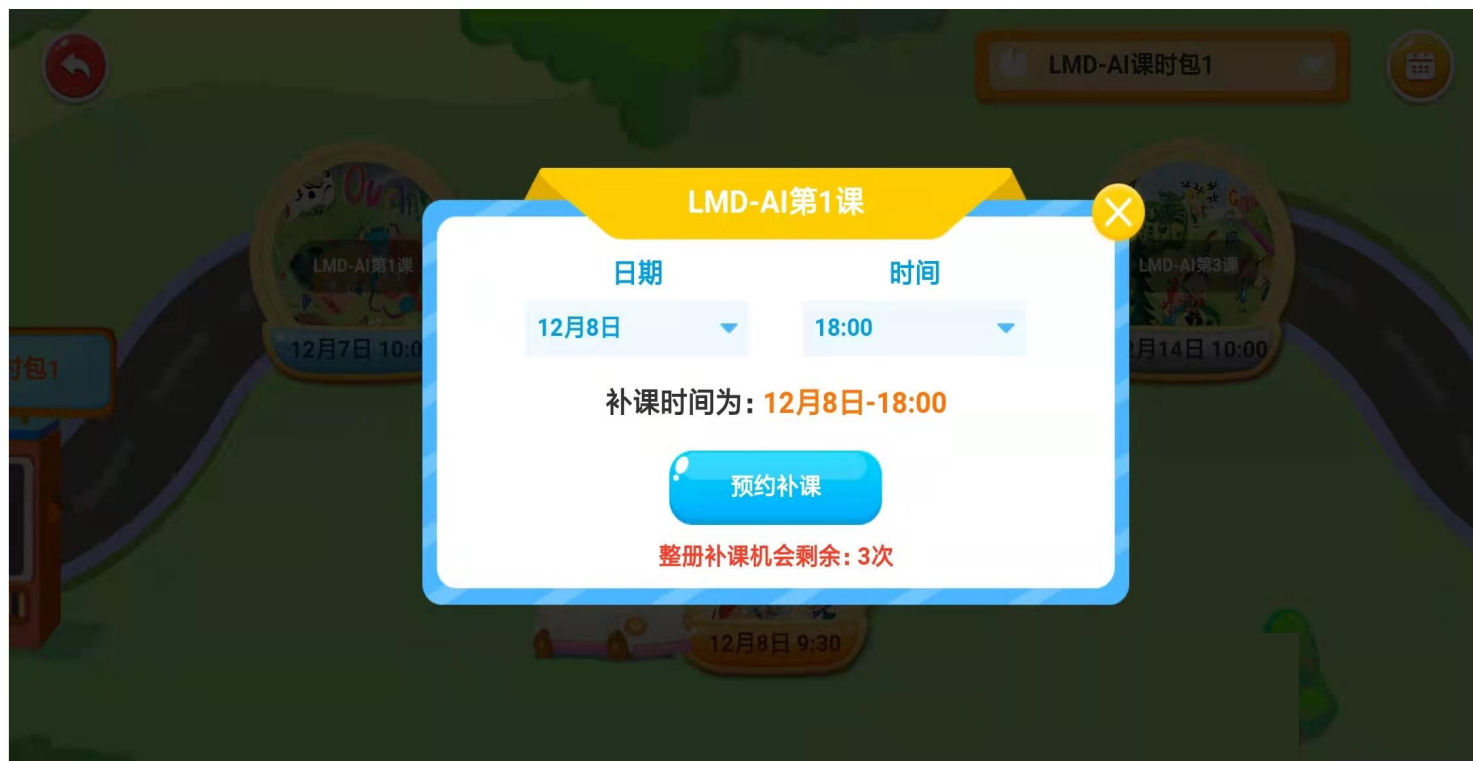 LMD-AI课时包1
LMD-AI第1课
LMD-AI第1课
LMD-AI第3课
日期
时间
12月8日
18:00
12月7日 10:0
月14日 10:00
时包1
补课时间为：12月8日-18:00
预约补课
整册补课机会剩余：3次
12月8日 9:30